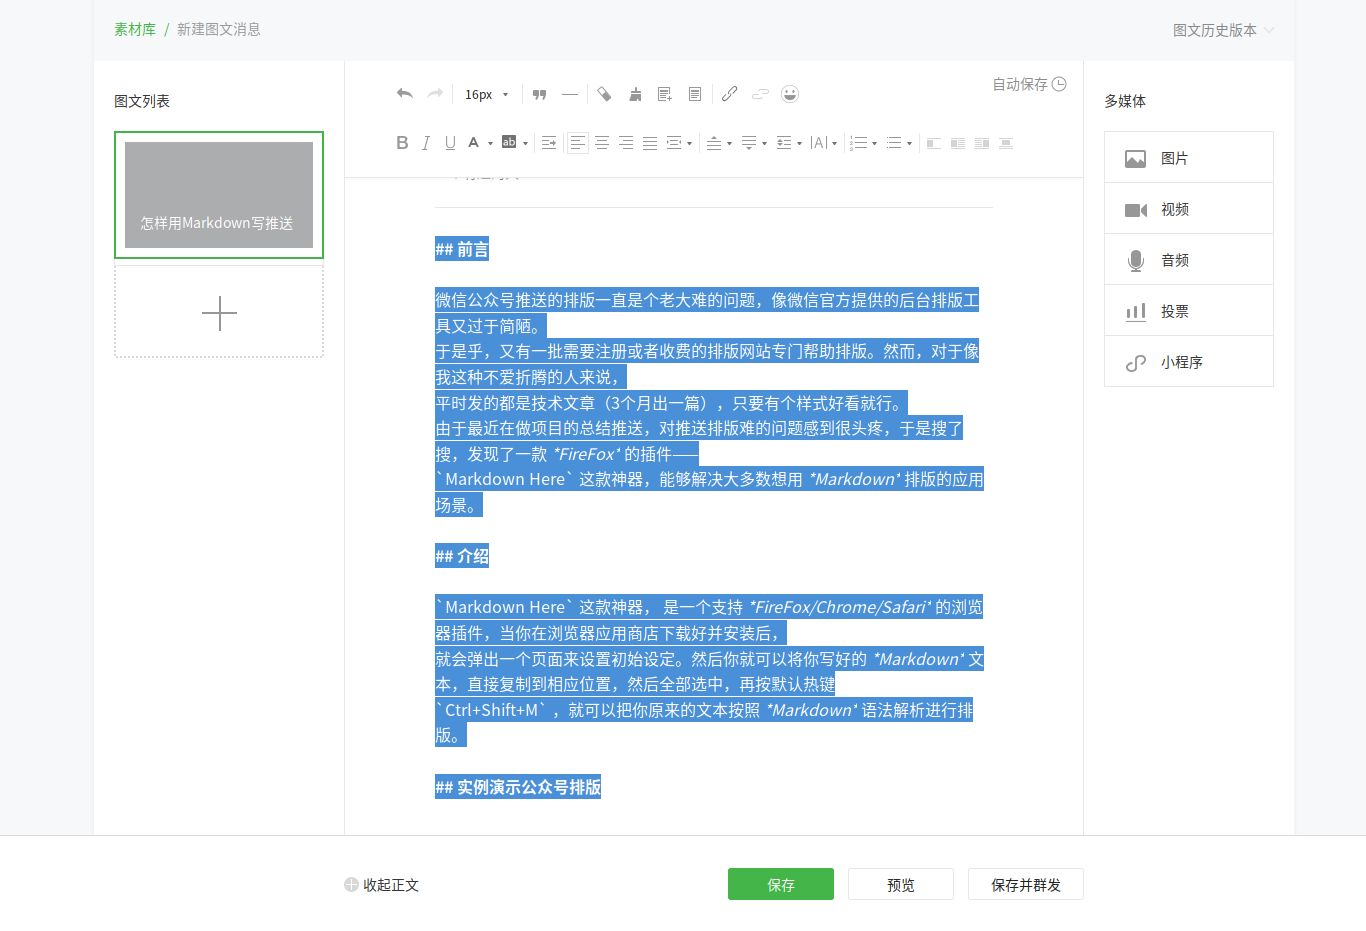 素材库 / 新建图文消息
图文历史版本
图文列表
怎样用Markdown写推送
16px
自动保存
B I U A ab
|A|
## 前言
微信公众号推送的排版一直是个老大难的问题，像微信官方提供的后台排版工
具又过于简陋。
于是乎，又有一批需要注册或者收费的排版网站专门帮助排版。然而，对于像
我这种不爱折腾的人来说，
平时发的都是技术文章（3个月出一篇），只要有个样式好看就行。
由于最近在做项目的总结推送，对推送排版难的问题感到很头疼，于是搜了
搜，发现了一款 *FireFox* 的插件——
`Markdown Here` 这款神器，能够解决大多数想用 *Markdown* 排版的应用
场景。
## 介绍
`Markdown Here` 这款神器， 是一个支持 *FireFox/Chrome/Safari* 的浏览
器插件，当你在浏览器应用商店下载好并安装后，
就会弹出一个页面来设置初始设定。然后你就可以将你写好的 *Markdown* 文
本，直接复制到相应位置，然后全部选中，再按默认热键
`Ctrl+Shift+M` ，就可以把你原来的文本按照 *Markdown* 语法解析进行排
版。
## 实例演示公众号排版
多媒体
图片
视频
音频
投票
小程序
收起正文
保存
预览
保存并群发